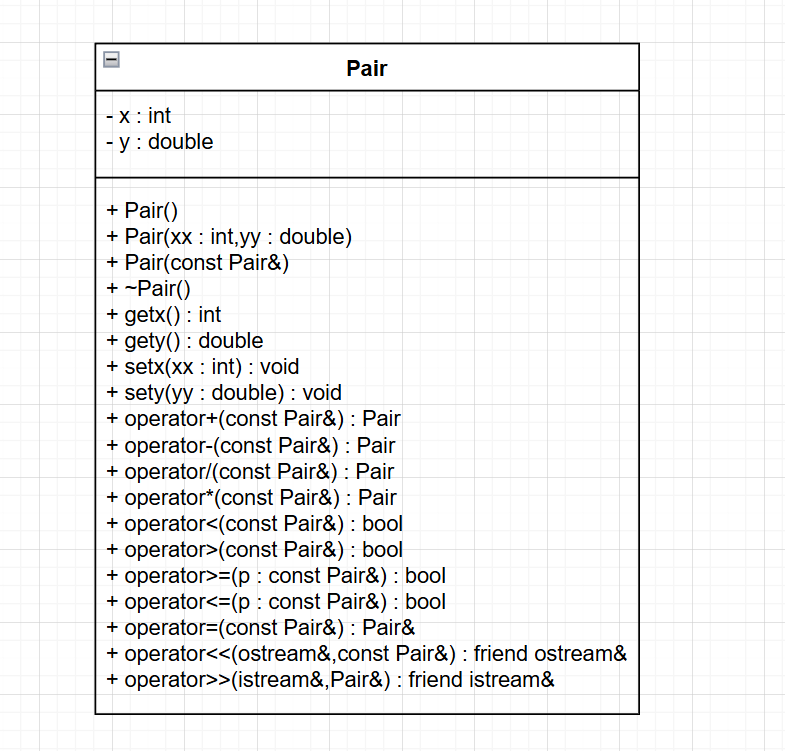 Pair
- x : int
- y : double
+ Pair()
+ Pair(xx : int,yy : double)
+ Pair(const Pair&)
+ ~Pair()
+ getx() : int
+ gety() : double
+ setx(xx : int) : void
+ sety(yy : double) : void
+ operator+(const Pair&) : Pair
+ operator-(const Pair&) : Pair
+ operator/(const Pair&) : Pair
+ operator*(const Pair&) : Pair
+ operator<(const Pair&) : bool
+ operator>(const Pair&) : bool
+ operator>=(p : const Pair&) : bool
+ operator<=(p : const Pair&) : bool
+ operator=(const Pair&) : Pair&
+ operator<<(ostream&,const Pair&) : friend ostream&
+ operator>>(istream&,Pair&) : friend istream&